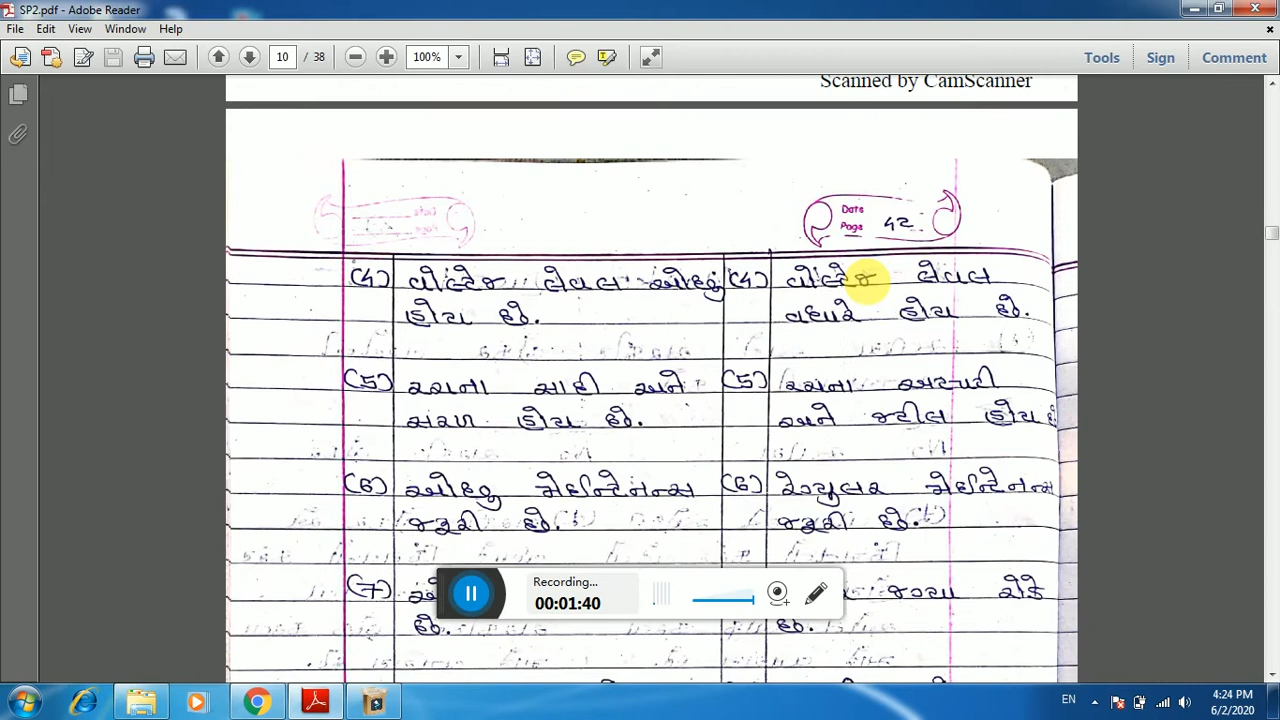 SP2.pdf - Adobe Reader
File Edit View Window Help
10 / 38 100% Tools Sign Comment
Scanned by CamScanner
Date
Page 42
(4) વોલ્ટેજ લેવલ ઓછું (4) વોલ્ટેજ લેવલ
હોય છે. વધારે હોય છે.
(5) રચના સાદી અને (5) રચના અટપટી
સરળ હોય છે. અને જટીલ હોય છે
(6) ઓછુ મેઈન્ટેનન્સ (6) રેગ્યુલર મેઈન્ટેનન્સ
જરૂરી છે. જરૂરી છે.
(7) જગ્યા રોકે
છે. છે.
Recording...
00:01:40
EN 4:24 PM
6/2/2020